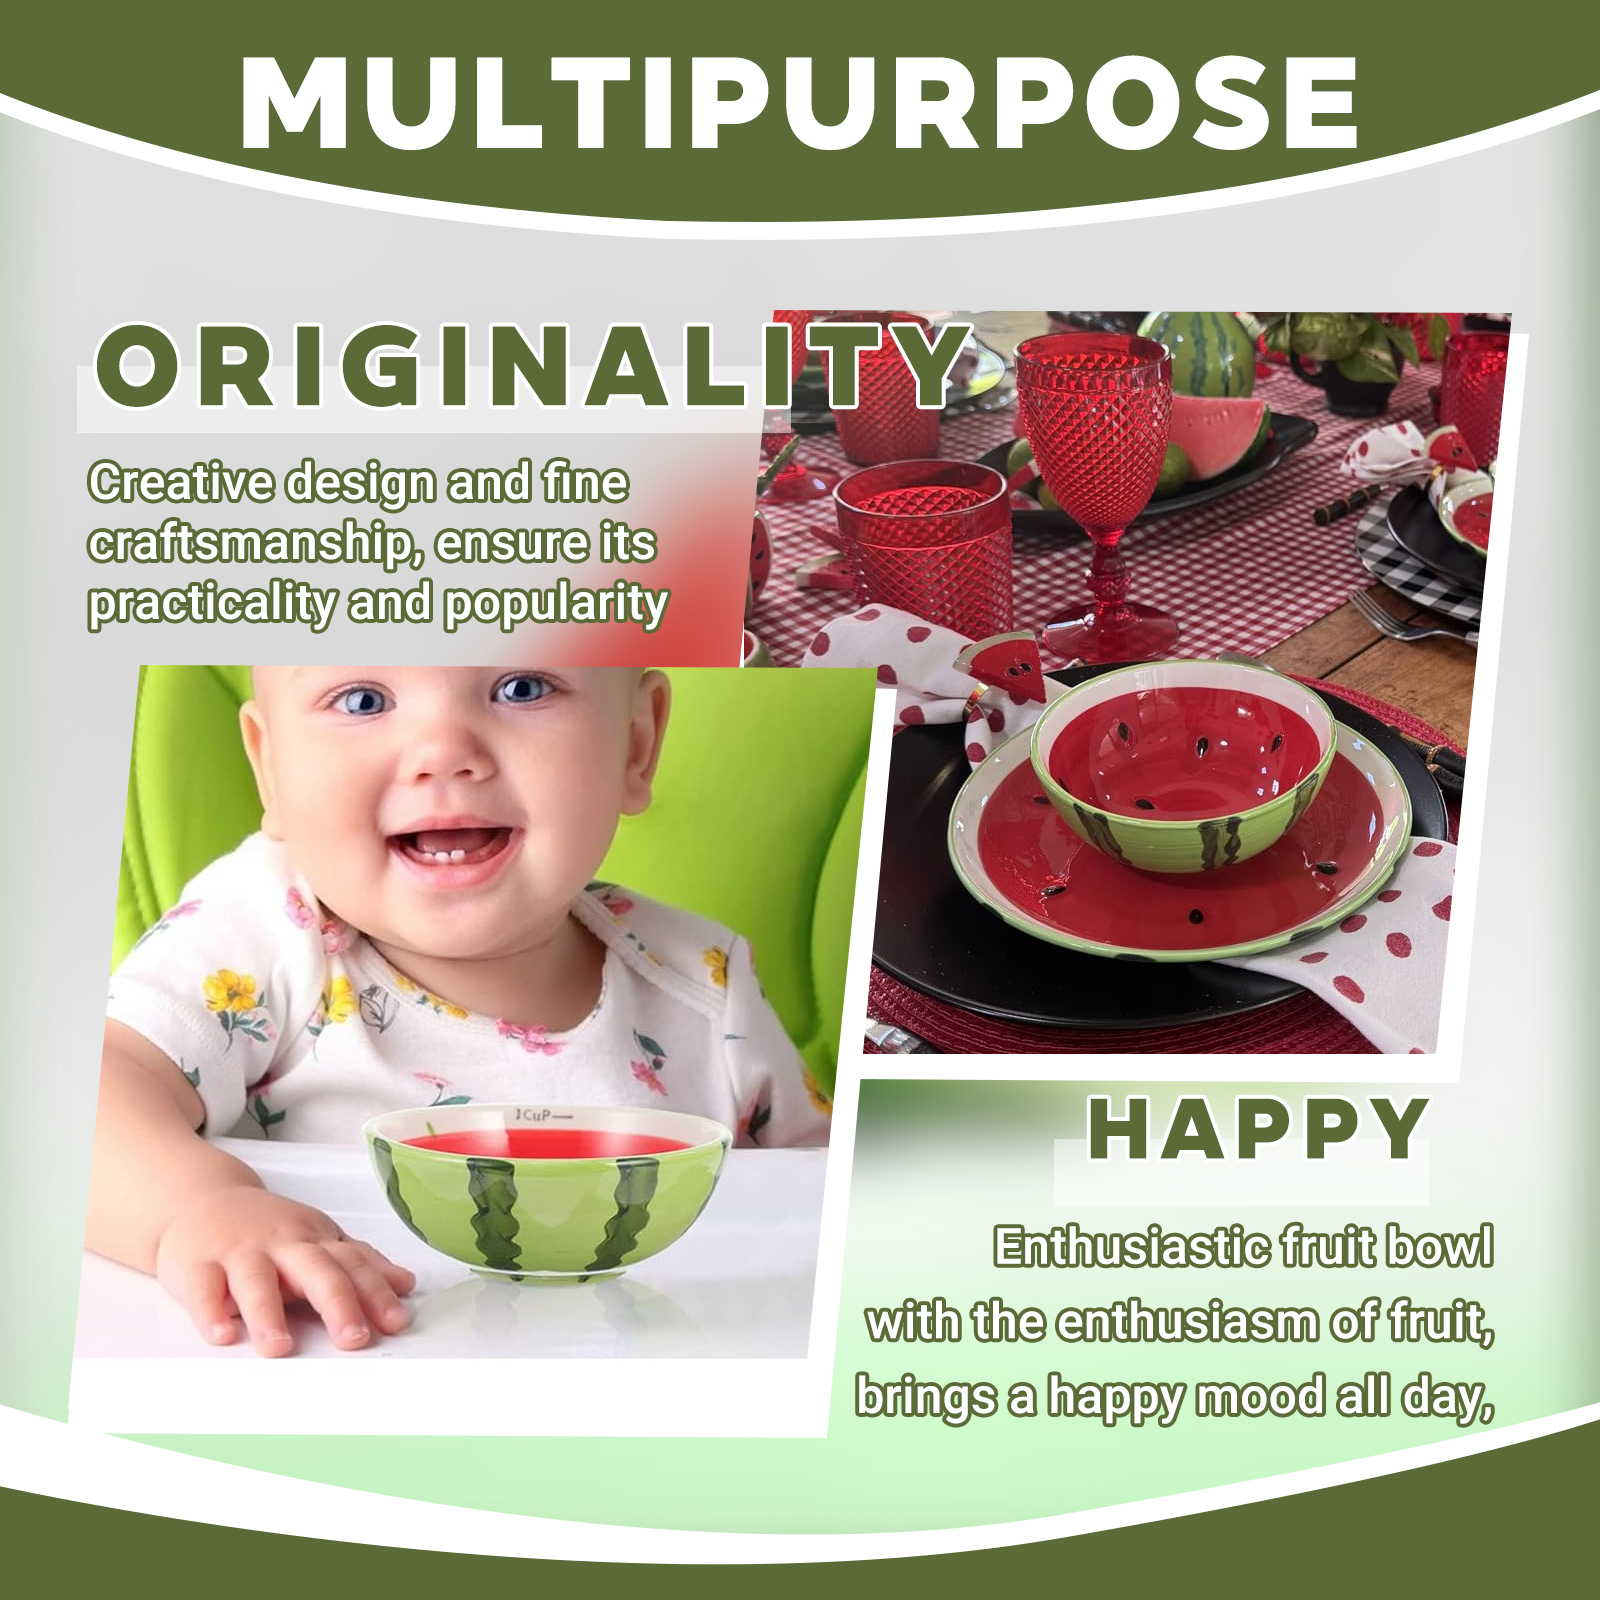 MULTIPURPOSE
ORIGINALITY
Creative design and fine
craftsmanship, ensure its
practicality and popularity
1CuP
HAPPY
Enthusiastic fruit bowl
with the enthusiasm of fruit,
brings a happy mood all day,